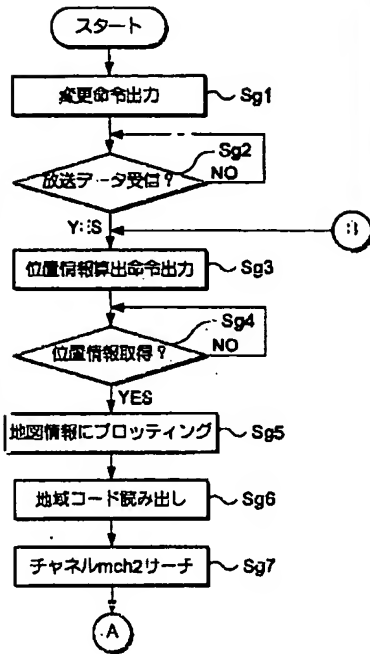 スタート
変更命令出力 Sg1
Sg2
放送データ受信？ NO
YES
B
位置情報算出命令出力 Sg3
Sg4
位置情報取得？ NO
YES
地図情報にプロッティング Sg5
地域コード読み出し Sg6
チャネルmch2サーチ Sg7
A